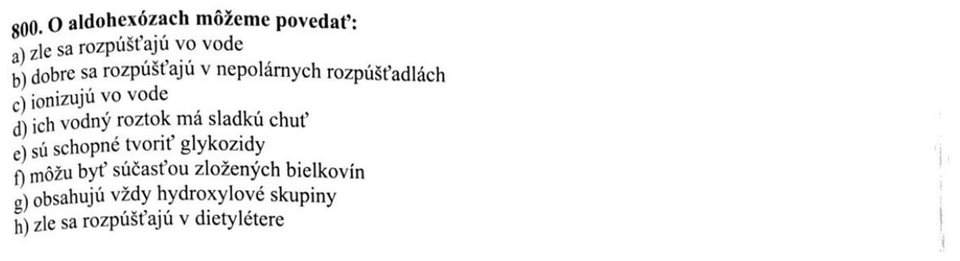 800. O aldohexózach môžeme povedať:
a) zle sa rozpúšťajú vo vode
b) dobre sa rozpúšťajú v nepolárnych rozpúšťadlách
c) ionizujú vo vode
d) ich vodný roztok má sladkú chuť
e) sú schopné tvoriť glykozidy
f) môžu byť súčasťou zložených bielkovín
g) obsahujú vždy hydroxylové skupiny
h) zle sa rozpúšťajú v dietylétere